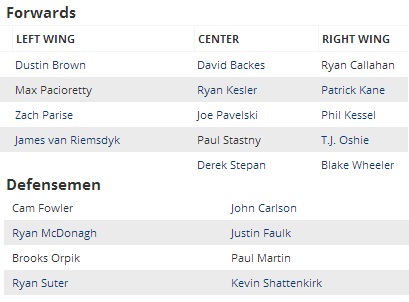 Forwards
LEFT WING CENTER RIGHT WING
Dustin Brown David Backes Ryan Callahan
Max Pacioretty Ryan Kesler Patrick Kane
Zach Parise Joe Pavelski Phil Kessel
James van Riemsdyk Paul Stastny T.J. Oshie
Derek Stepan Blake Wheeler
Defensemen
Cam Fowler John Carlson
Ryan McDonagh Justin Faulk
Brooks Orpik Paul Martin
Ryan Suter Kevin Shattenkirk